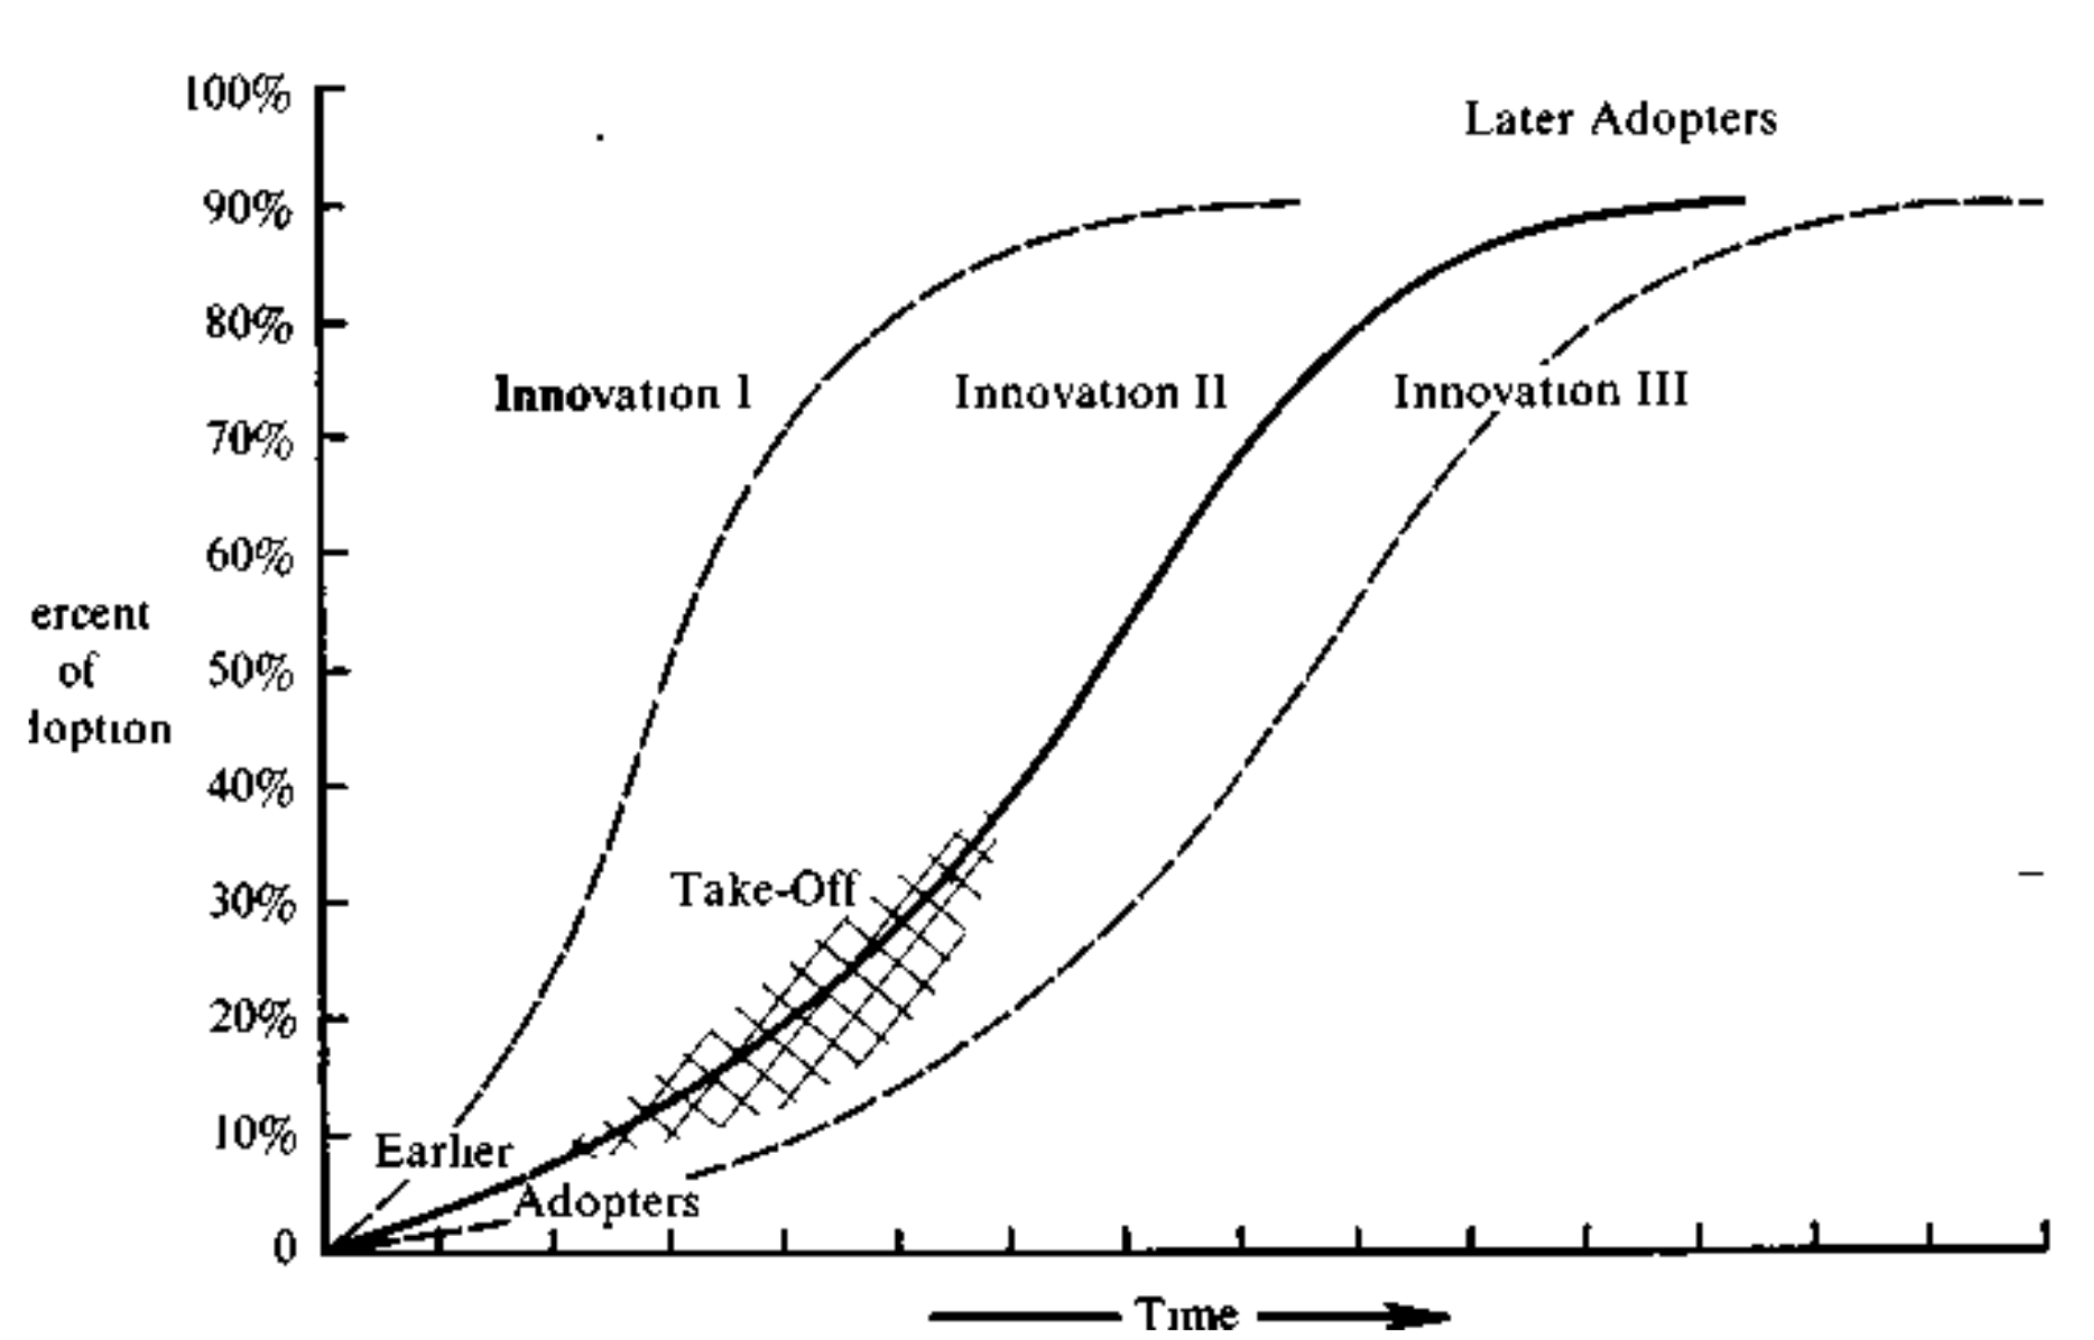 100%
Later Adopters
90%
80%
Innovation I
Innovation II
Innovation III
70%
60%
ercent
of
doption
50%
40%
Take-Off
30%
20%
10%
Earlier
Adopters
0
Time